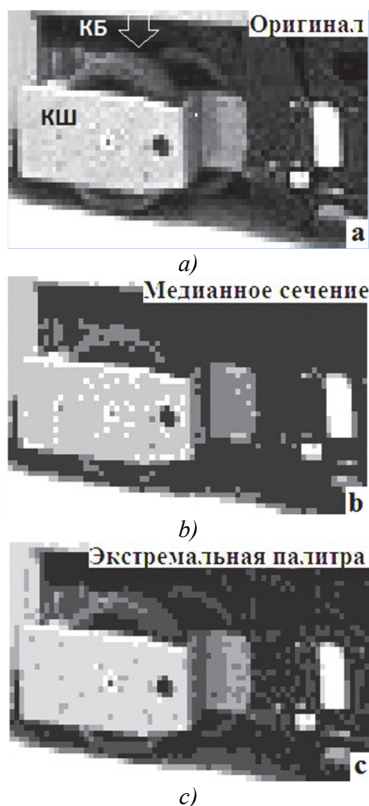 КБ
Оригинал
КШ
a
a)
Медианное сечение
b
b)
Экстремальная палитра
c
c)